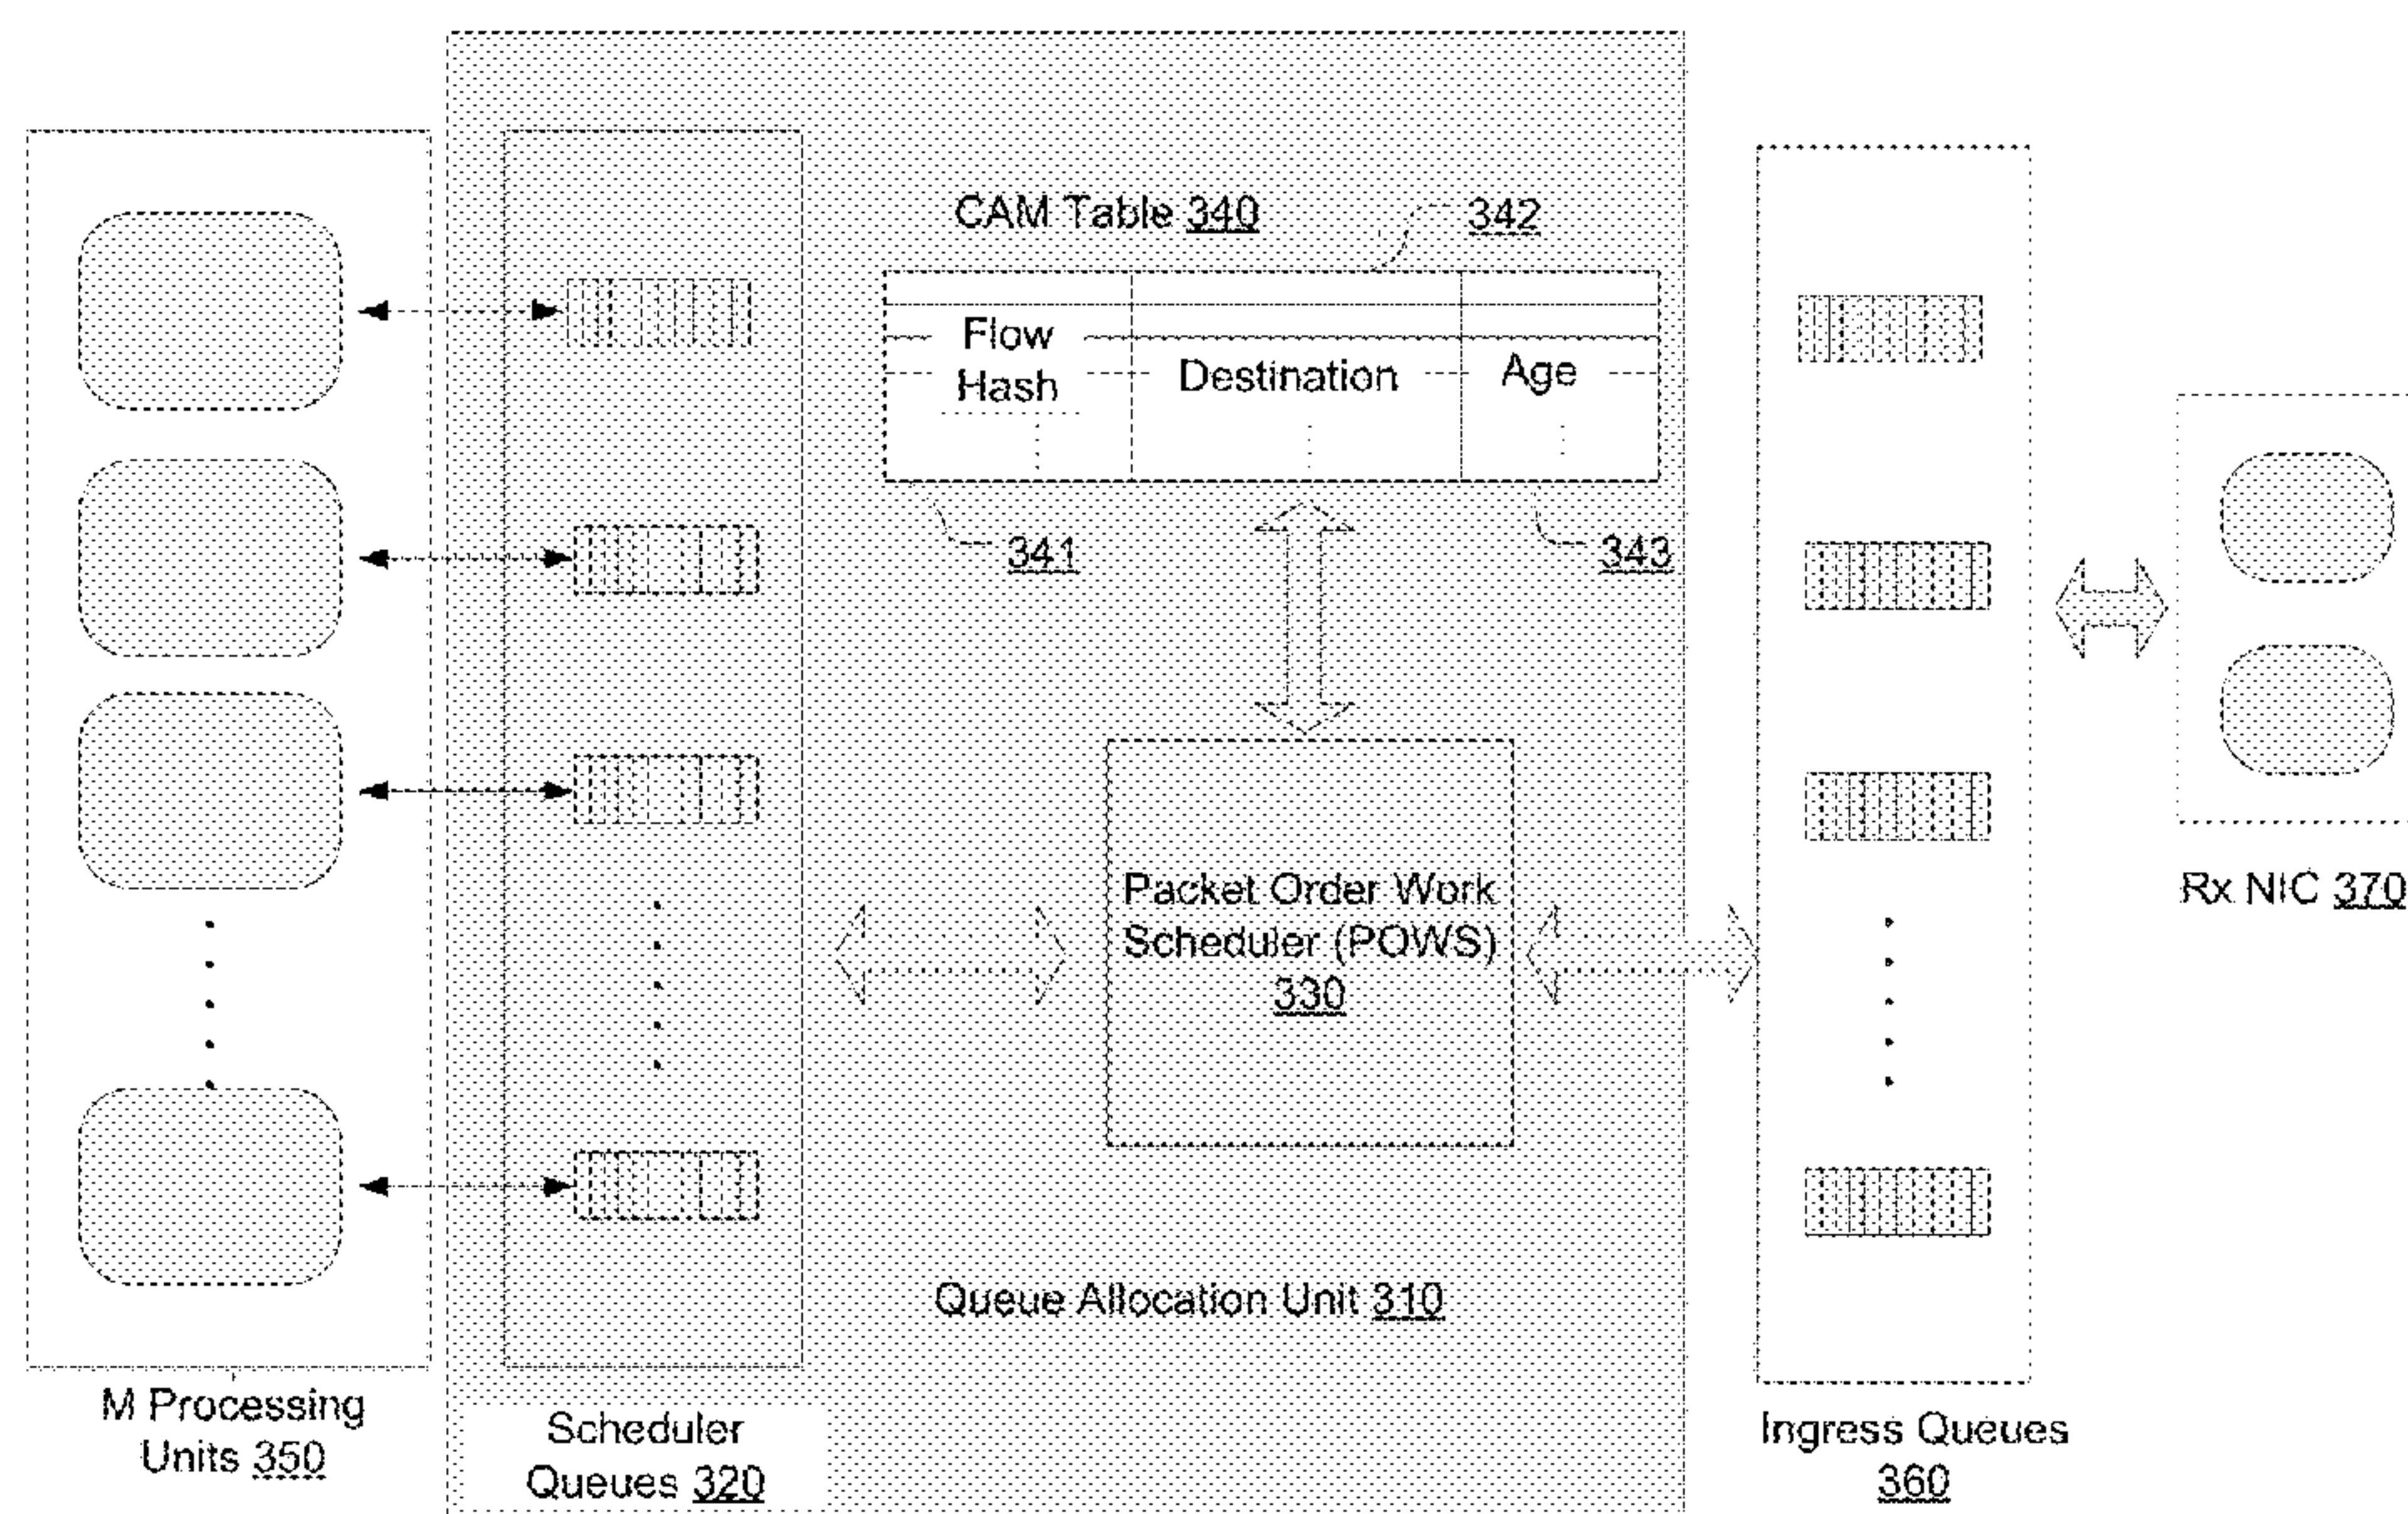 CAM Table 340
342
Flow
Hash
Destination
Age
341
343
Packet Order Work
Scheduler (POWS)
330
Rx NIC 370
Queue Allocation Unit 310
M Processing
Units 350
Scheduler
Queues 320
Ingress Queues
360